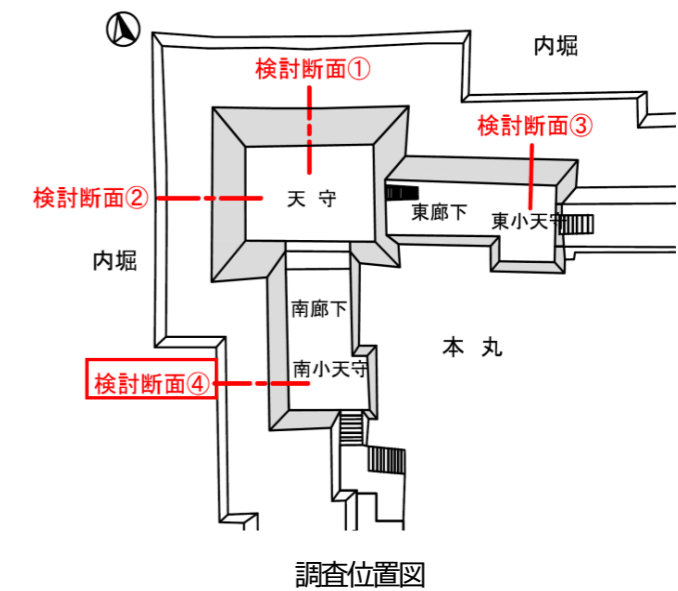 内堀
検討断面①
検討断面③
検討断面②
天守
東廊下
東小天守
内堀
南廊下
本丸
南小天守
検討断面④
調査位置図